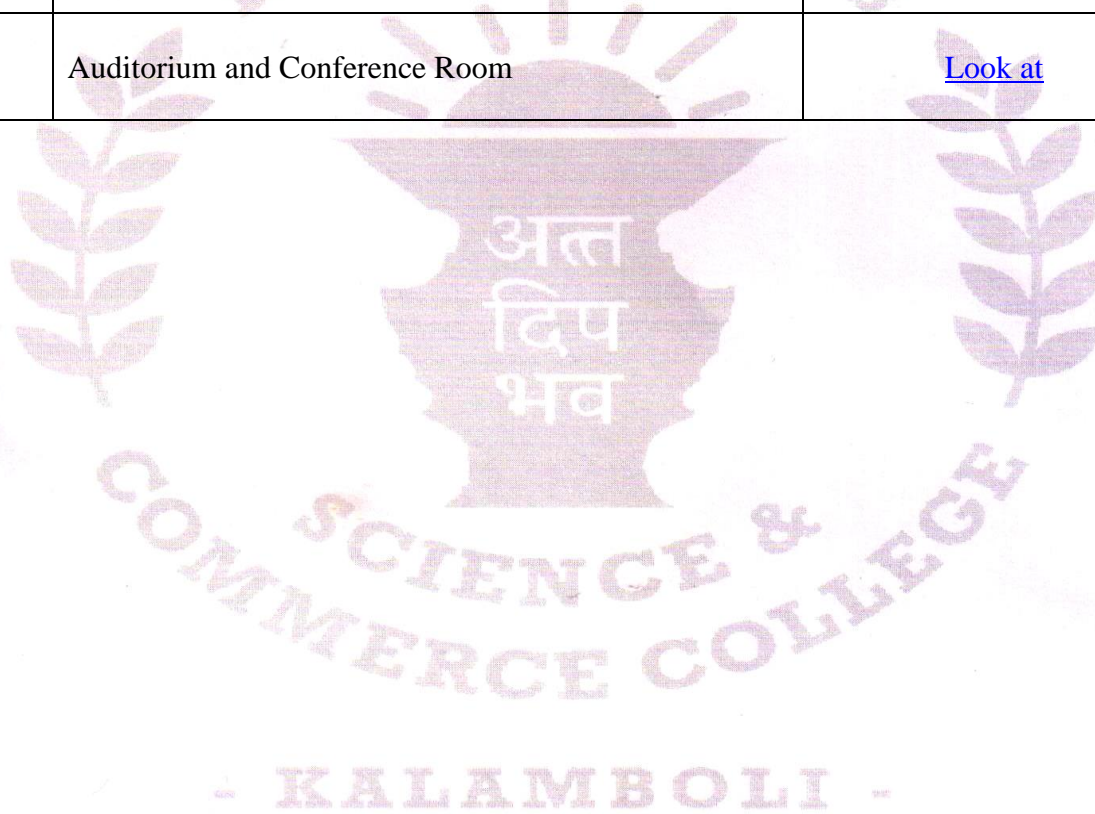 Auditorium and Conference Room Look at
अत्त
दिप
भव
SCIENCE &
COMMERCE COLLEGE
- KALAMBOLI -